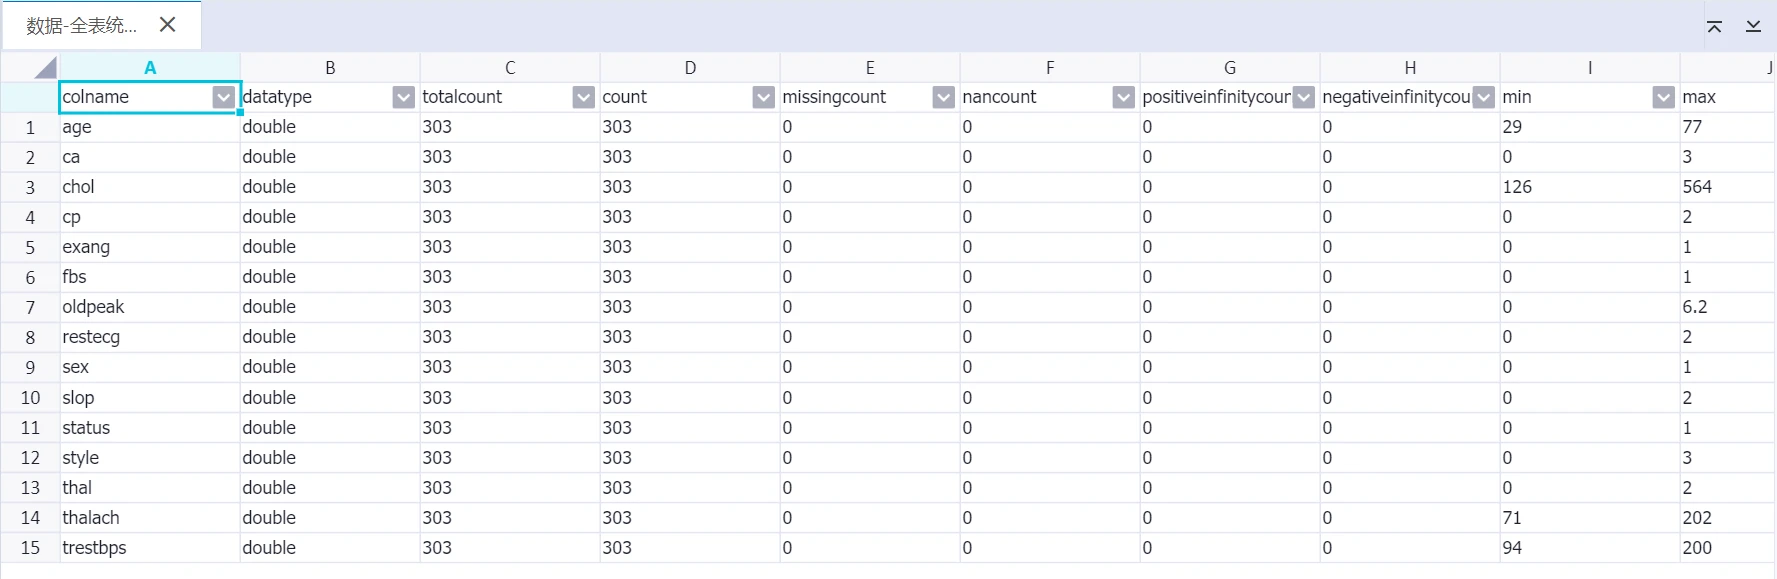 数据-全表统...
A B C D E F G H I J
colname datatype totalcount count missingcount nancount positiveinfinitycour negativeinfinitycou min max
1 age double 303 303 0 0 0 0 29 77
2 ca double 303 303 0 0 0 0 0 3
3 chol double 303 303 0 0 0 0 126 564
4 cp double 303 303 0 0 0 0 0 2
5 exang double 303 303 0 0 0 0 0 1
6 fbs double 303 303 0 0 0 0 0 1
7 oldpeak double 303 303 0 0 0 0 0 6.2
8 restecg double 303 303 0 0 0 0 0 2
9 sex double 303 303 0 0 0 0 0 1
10 slop double 303 303 0 0 0 0 0 2
11 status double 303 303 0 0 0 0 0 1
12 style double 303 303 0 0 0 0 0 3
13 thal double 303 303 0 0 0 0 0 2
14 thalach double 303 303 0 0 0 0 71 202
15 trestbps double 303 303 0 0 0 0 94 200